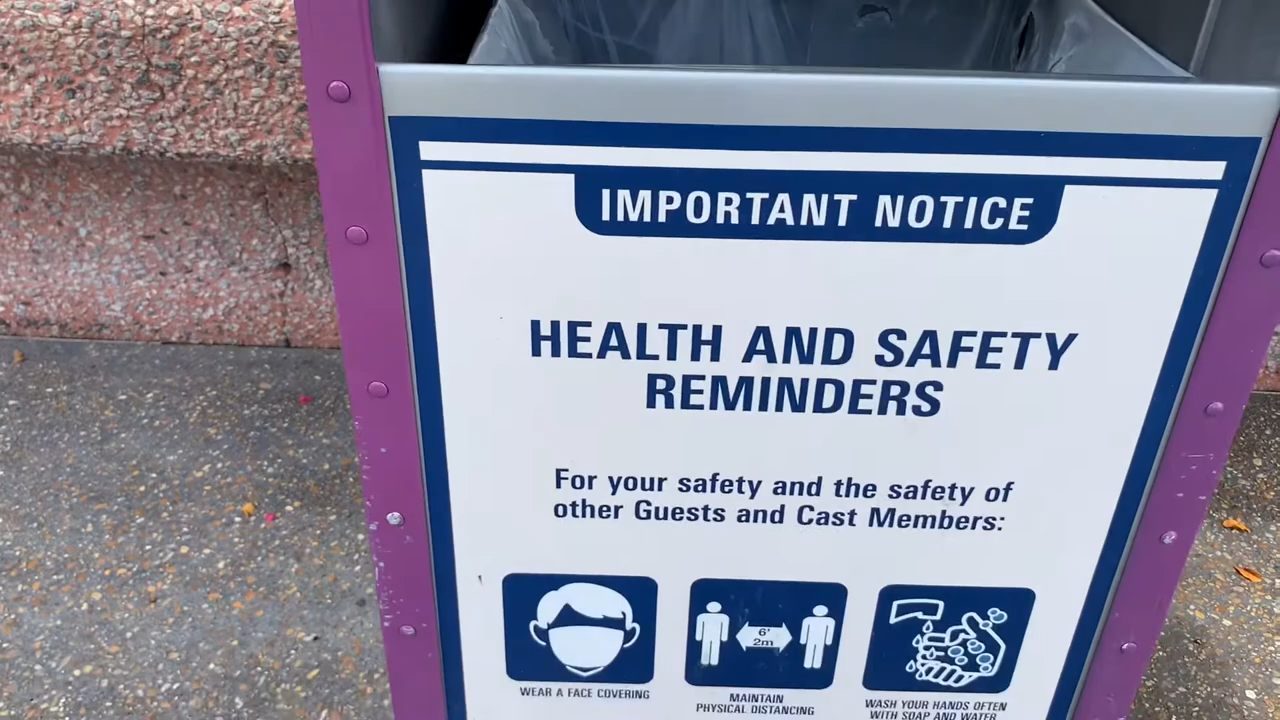 IMPORTANT NOTICE
HEALTH AND SAFETY
REMINDERS
For your safety and the safety of
other Guests and Cast Members:
6'
2m
WEAR A FACE COVERING
MAINTAIN
PHYSICAL DISTANCING
WASH YOUR HANDS OFTEN
WITH SOAP AND WATER